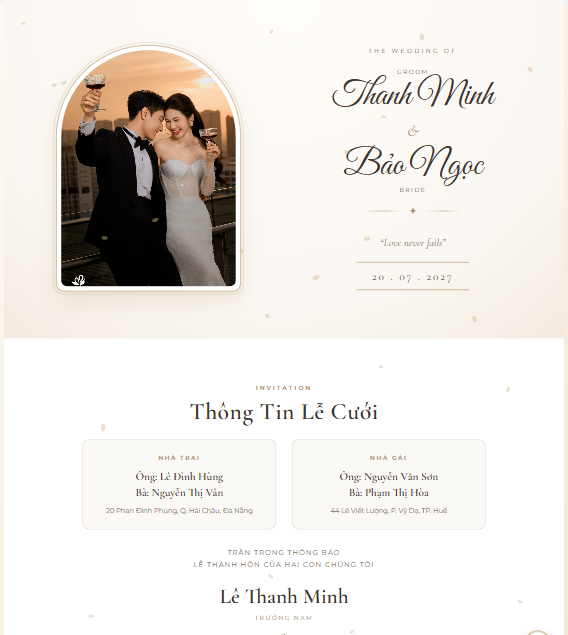 THE WEDDING OF
GROOM
Thanh Minh
&
Bảo Ngọc
BRIDE
“Love never fails”
20 . 07 . 2027
INVITATION
Thông Tin Lễ Cưới
NHÀ TRAI
Ông: Lê Đình Hùng
Bà: Nguyễn Thị Vân
20 Phan Đình Phùng, Q. Hải Châu, Đà Nẵng
NHÀ GÁI
Ông: Nguyễn Văn Sơn
Bà: Phạm Thị Hòa
44 Lê Viết Lượng, P. Vỹ Dạ, TP. Huế
TRÂN TRỌNG THÔNG BÁO
LỄ THÀNH HÔN CỦA HAI CON CHÚNG TÔI
Lê Thanh Minh
TRƯỞNG NAM